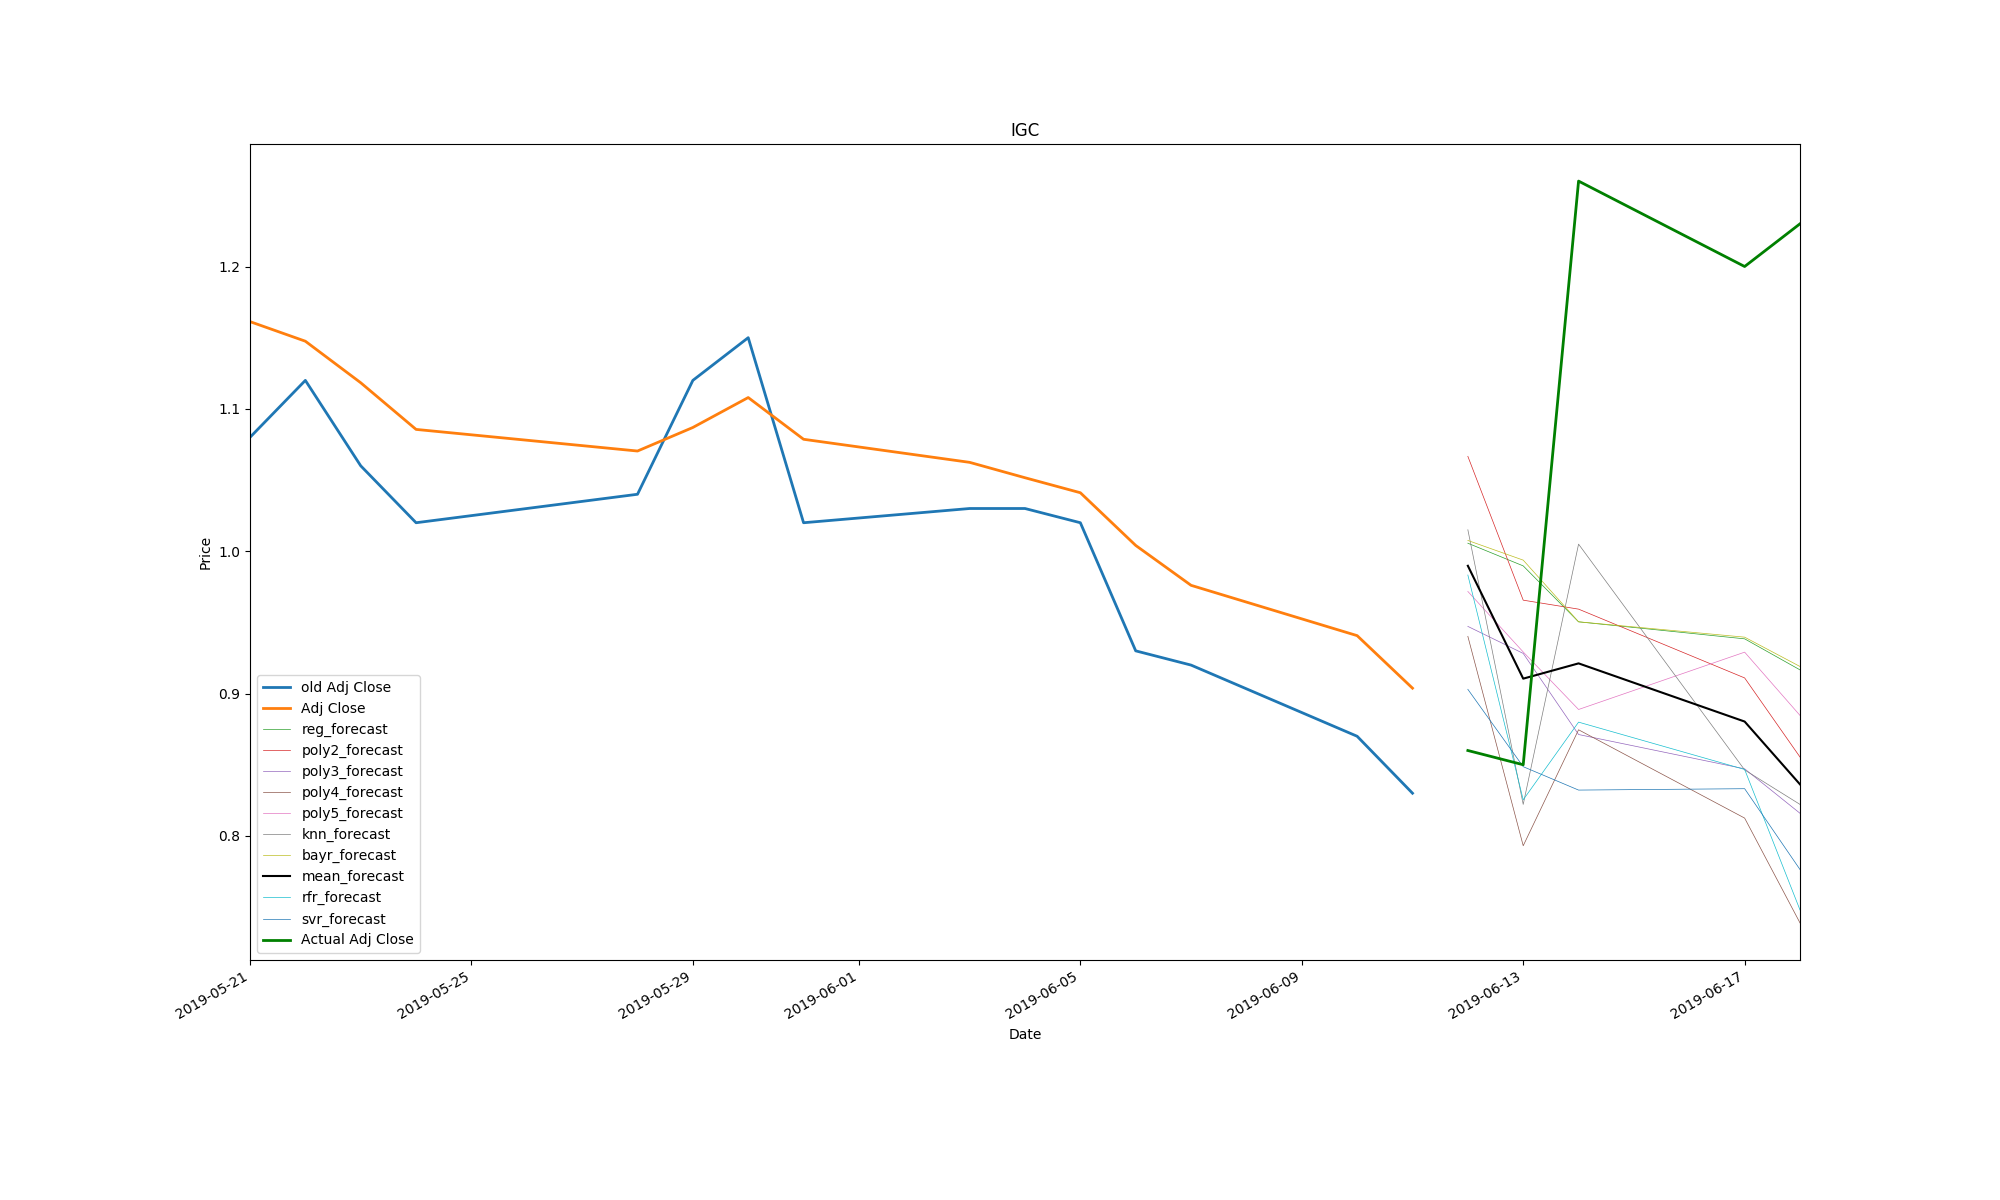 IGC
Price
1.2
1.1
1.0
0.9
0.8
old Adj Close
Adj Close
reg_forecast
poly2_forecast
poly3_forecast
poly4_forecast
poly5_forecast
knn_forecast
bayr_forecast
mean_forecast
rfr_forecast
svr_forecast
Actual Adj Close
2019-05-21
2019-05-25
2019-05-29
2019-06-01
2019-06-05
2019-06-09
2019-06-13
2019-06-17
Date